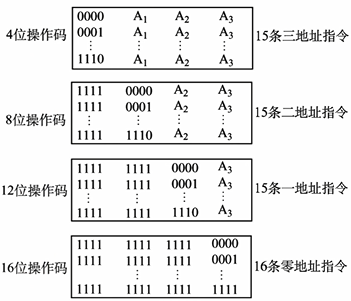 0000 A₁ A₂ A₃
0001 A₁ A₂ A₃
4位操作码 ⋮ ⋮ ⋮ ⋮ 15条三地址指令
1110 A₁ A₂ A₃
1111 0000 A₂ A₃
1111 0001 A₂ A₃
8位操作码 ⋮ ⋮ ⋮ ⋮ 15条二地址指令
1111 1110 A₂ A₃
1111 1111 0000 A₃
1111 1111 0001 A₃
12位操作码 ⋮ ⋮ ⋮ ⋮ 15条一地址指令
1111 1111 1110 A₃
1111 1111 1111 0000
16位操作码 1111 1111 1111 0001 16条零地址指令
⋮ ⋮ ⋮ ⋮
1111 1111 1111 1111